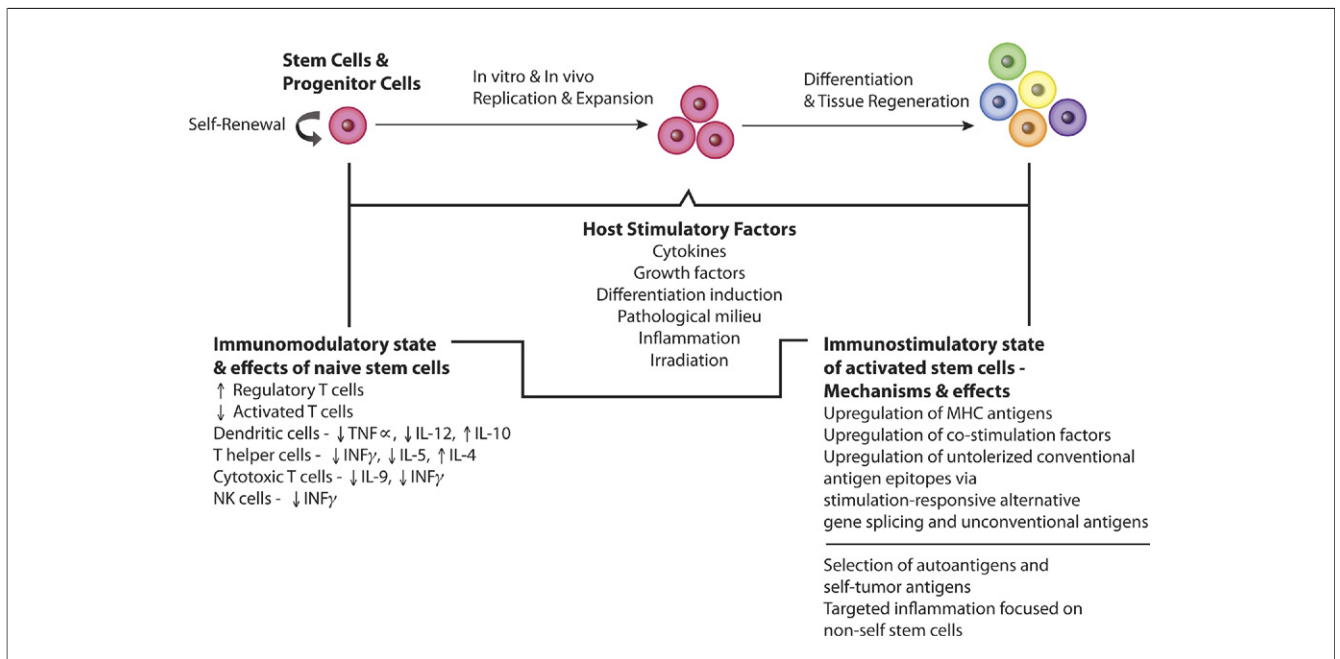 Stem Cells &
Progenitor Cells
Self-Renewal
In vitro & In vivo
Replication & Expansion
Differentiation
& Tissue Regeneration
Host Stimulatory Factors
Cytokines
Growth factors
Differentiation induction
Pathological milieu
Inflammation
Irradiation
Immunomodulatory state
& effects of naive stem cells
↑ Regulatory T cells
↓ Activated T cells
Dendritic cells - ↓TNF∝, ↓IL-12, ↑IL-10
T helper cells - ↓INFγ, ↓IL-5, ↑IL-4
Cytotoxic T cells - ↓IL-9, ↓INFγ
NK cells - ↓INFγ
Immunostimulatory state
of activated stem cells -
Mechanisms & effects
Upregulation of MHC antigens
Upregulation of co-stimulation factors
Upregulation of untolerized conventional
antigen epitopes via
stimulation-responsive alternative
gene splicing and unconventional antigens
Selection of autoantigens and
self-tumor antigens
Targeted inflammation focused on
non-self stem cells